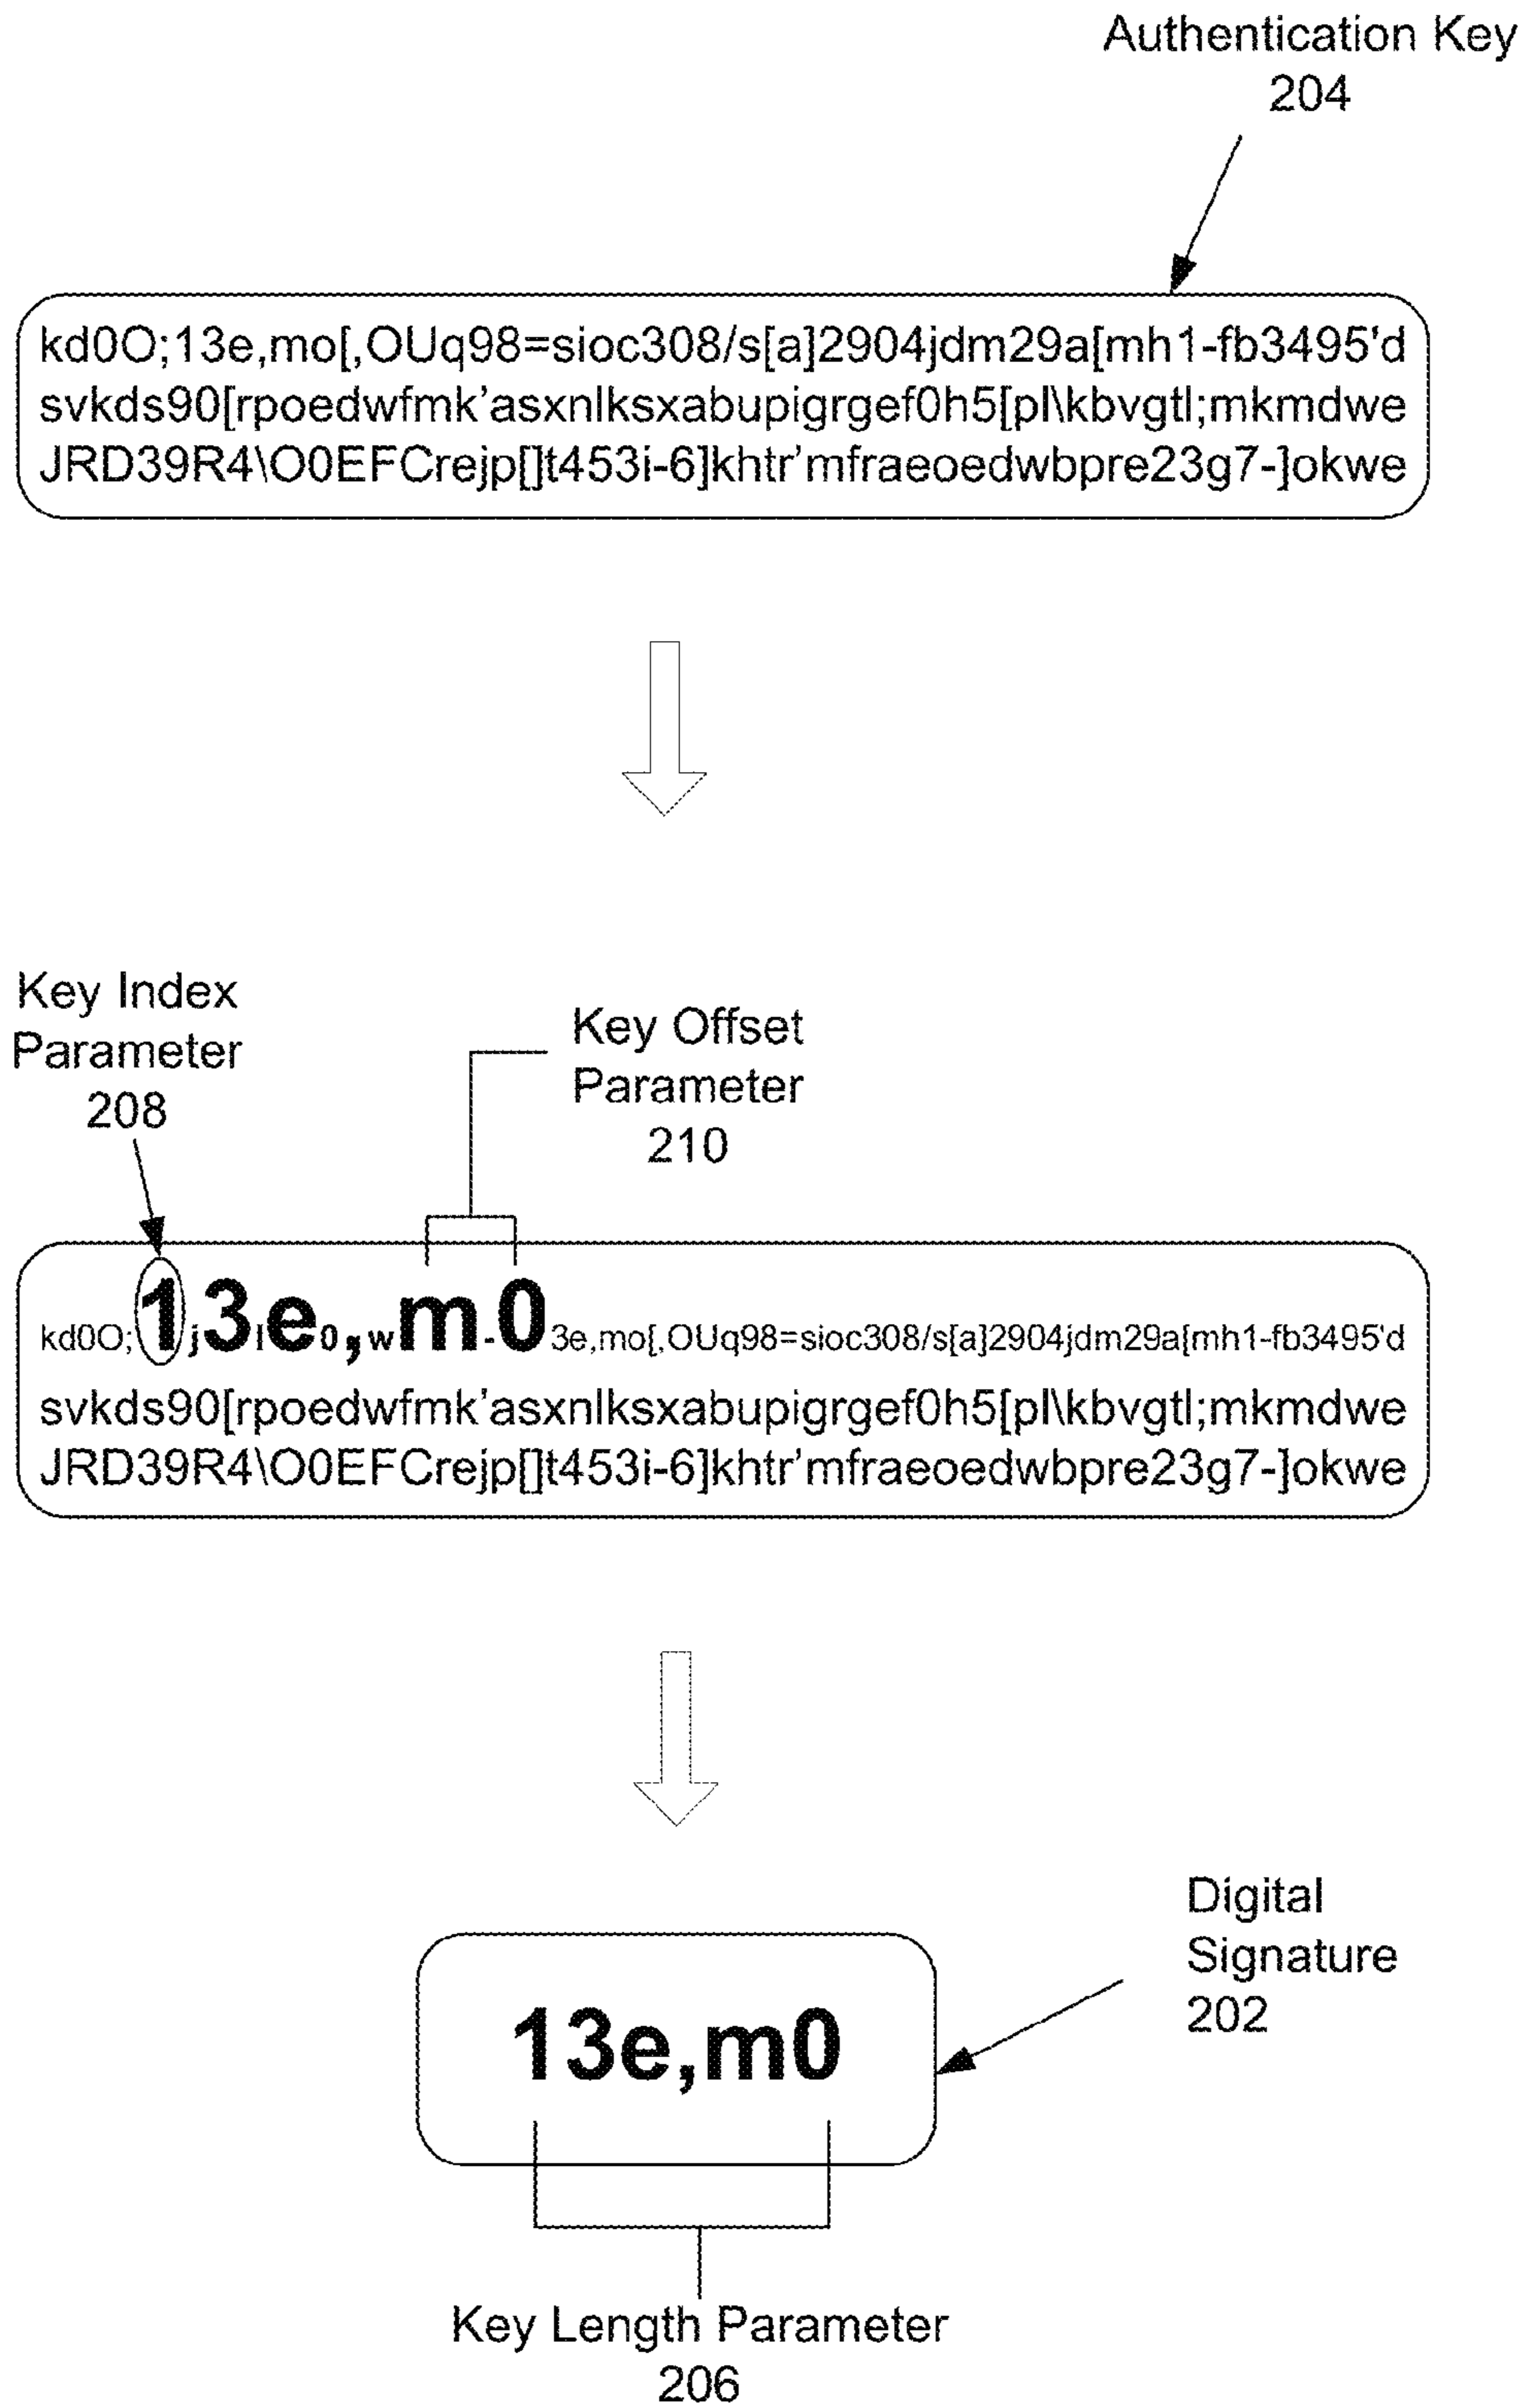 Authentication Key
204
kd0O;13e,mo[,OUq98=sioc308/s[a]2904jdm29a[mh1-fb3495'd
svkds90[rpoedwfmk’asxnlksxabupigrgef0h5[pl\kbvgtl;mkmdwe
JRD39R4\O0EFCrejp[]t453i-6]khtr’mfraeoedwbpre23g7-]okwe
Key Index
Parameter
208
Key Offset
Parameter
210
kd0O;1j3le0,wm-03e,mo[,OUq98=sioc308/s[a]2904jdm29a[mh1-fb3495'd
svkds90[rpoedwfmk’asxnlksxabupigrgef0h5[pl\kbvgtl;mkmdwe
JRD39R4\O0EFCrejp[]t453i-6]khtr’mfraeoedwbpre23g7-]okwe
Digital
Signature
202
13e,m0
Key Length Parameter
206